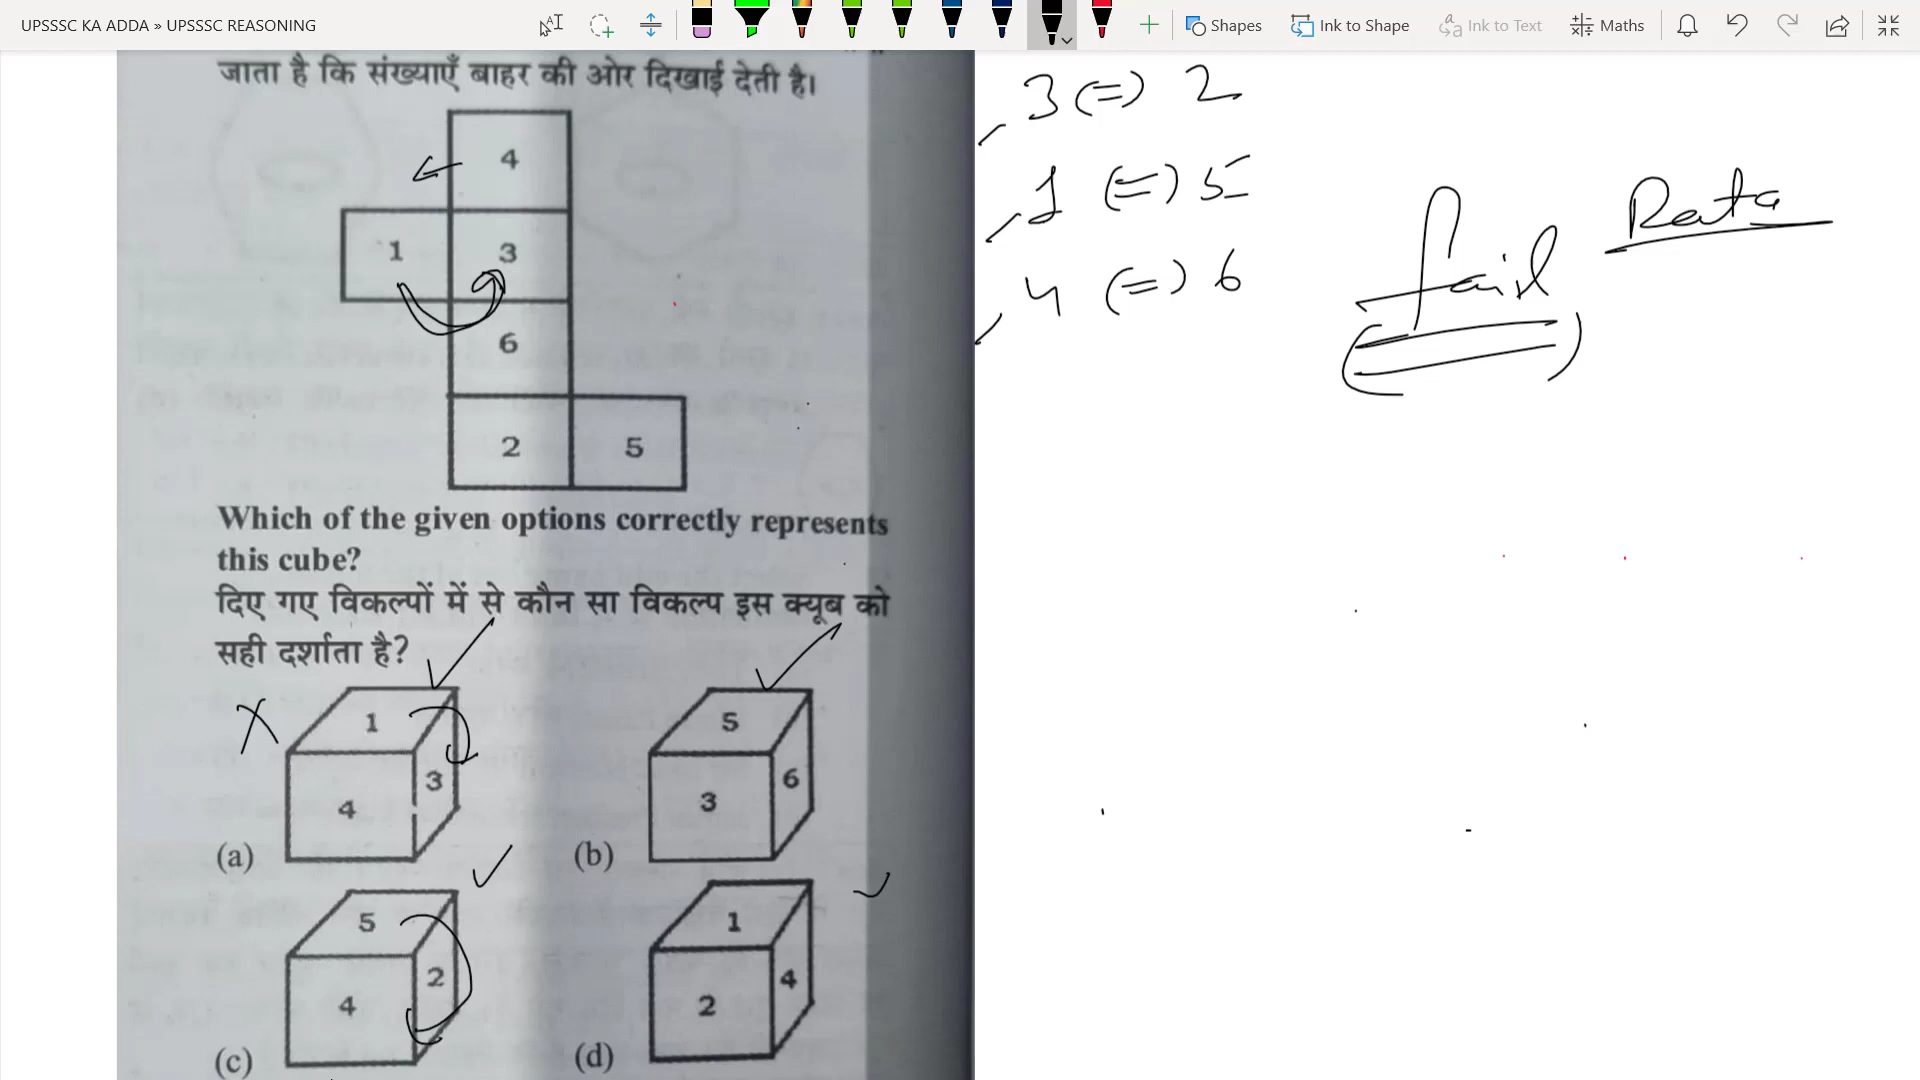 UPSSSC KA ADDA » UPSSSC REASONING
Shapes
Ink to Shape
Ink to Text
Maths
जाता है कि संख्याएँ बाहर की ओर दिखाई देती है।
4
1 3
6
2 5
Which of the given options correctly represents
this cube?
दिए गए विकल्पों में से कौन सा विकल्प इस क्यूब को
सही दर्शाता है?
1
3
4
(a)
5
6
3
(b)
5
2
4
(c)
1
4
2
(d)
3 (=) 2
1 (=) 5
4 (=) 6
fail
Rata